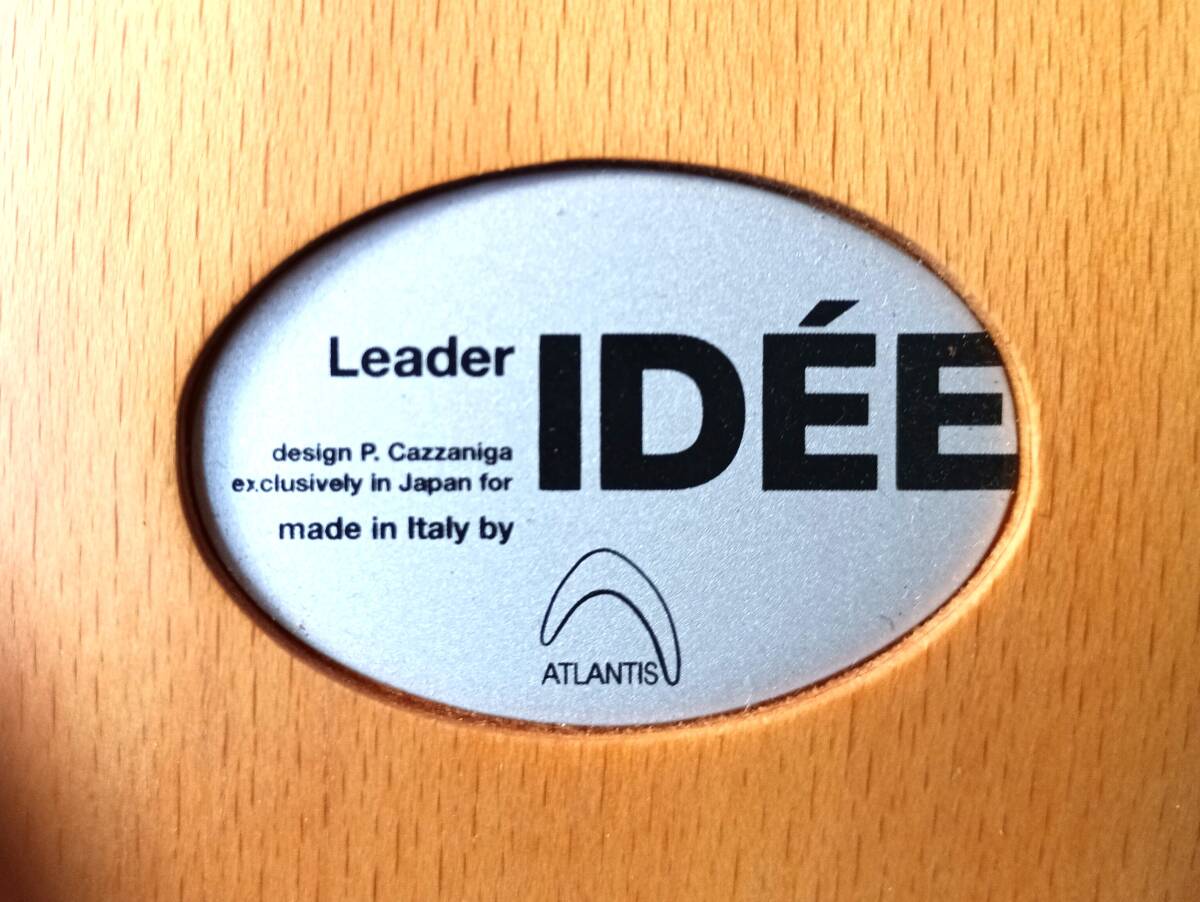 Leader
IDÉE
design P. Cazzaniga
exclusively in Japan for
made in Italy by
ATLANTIS